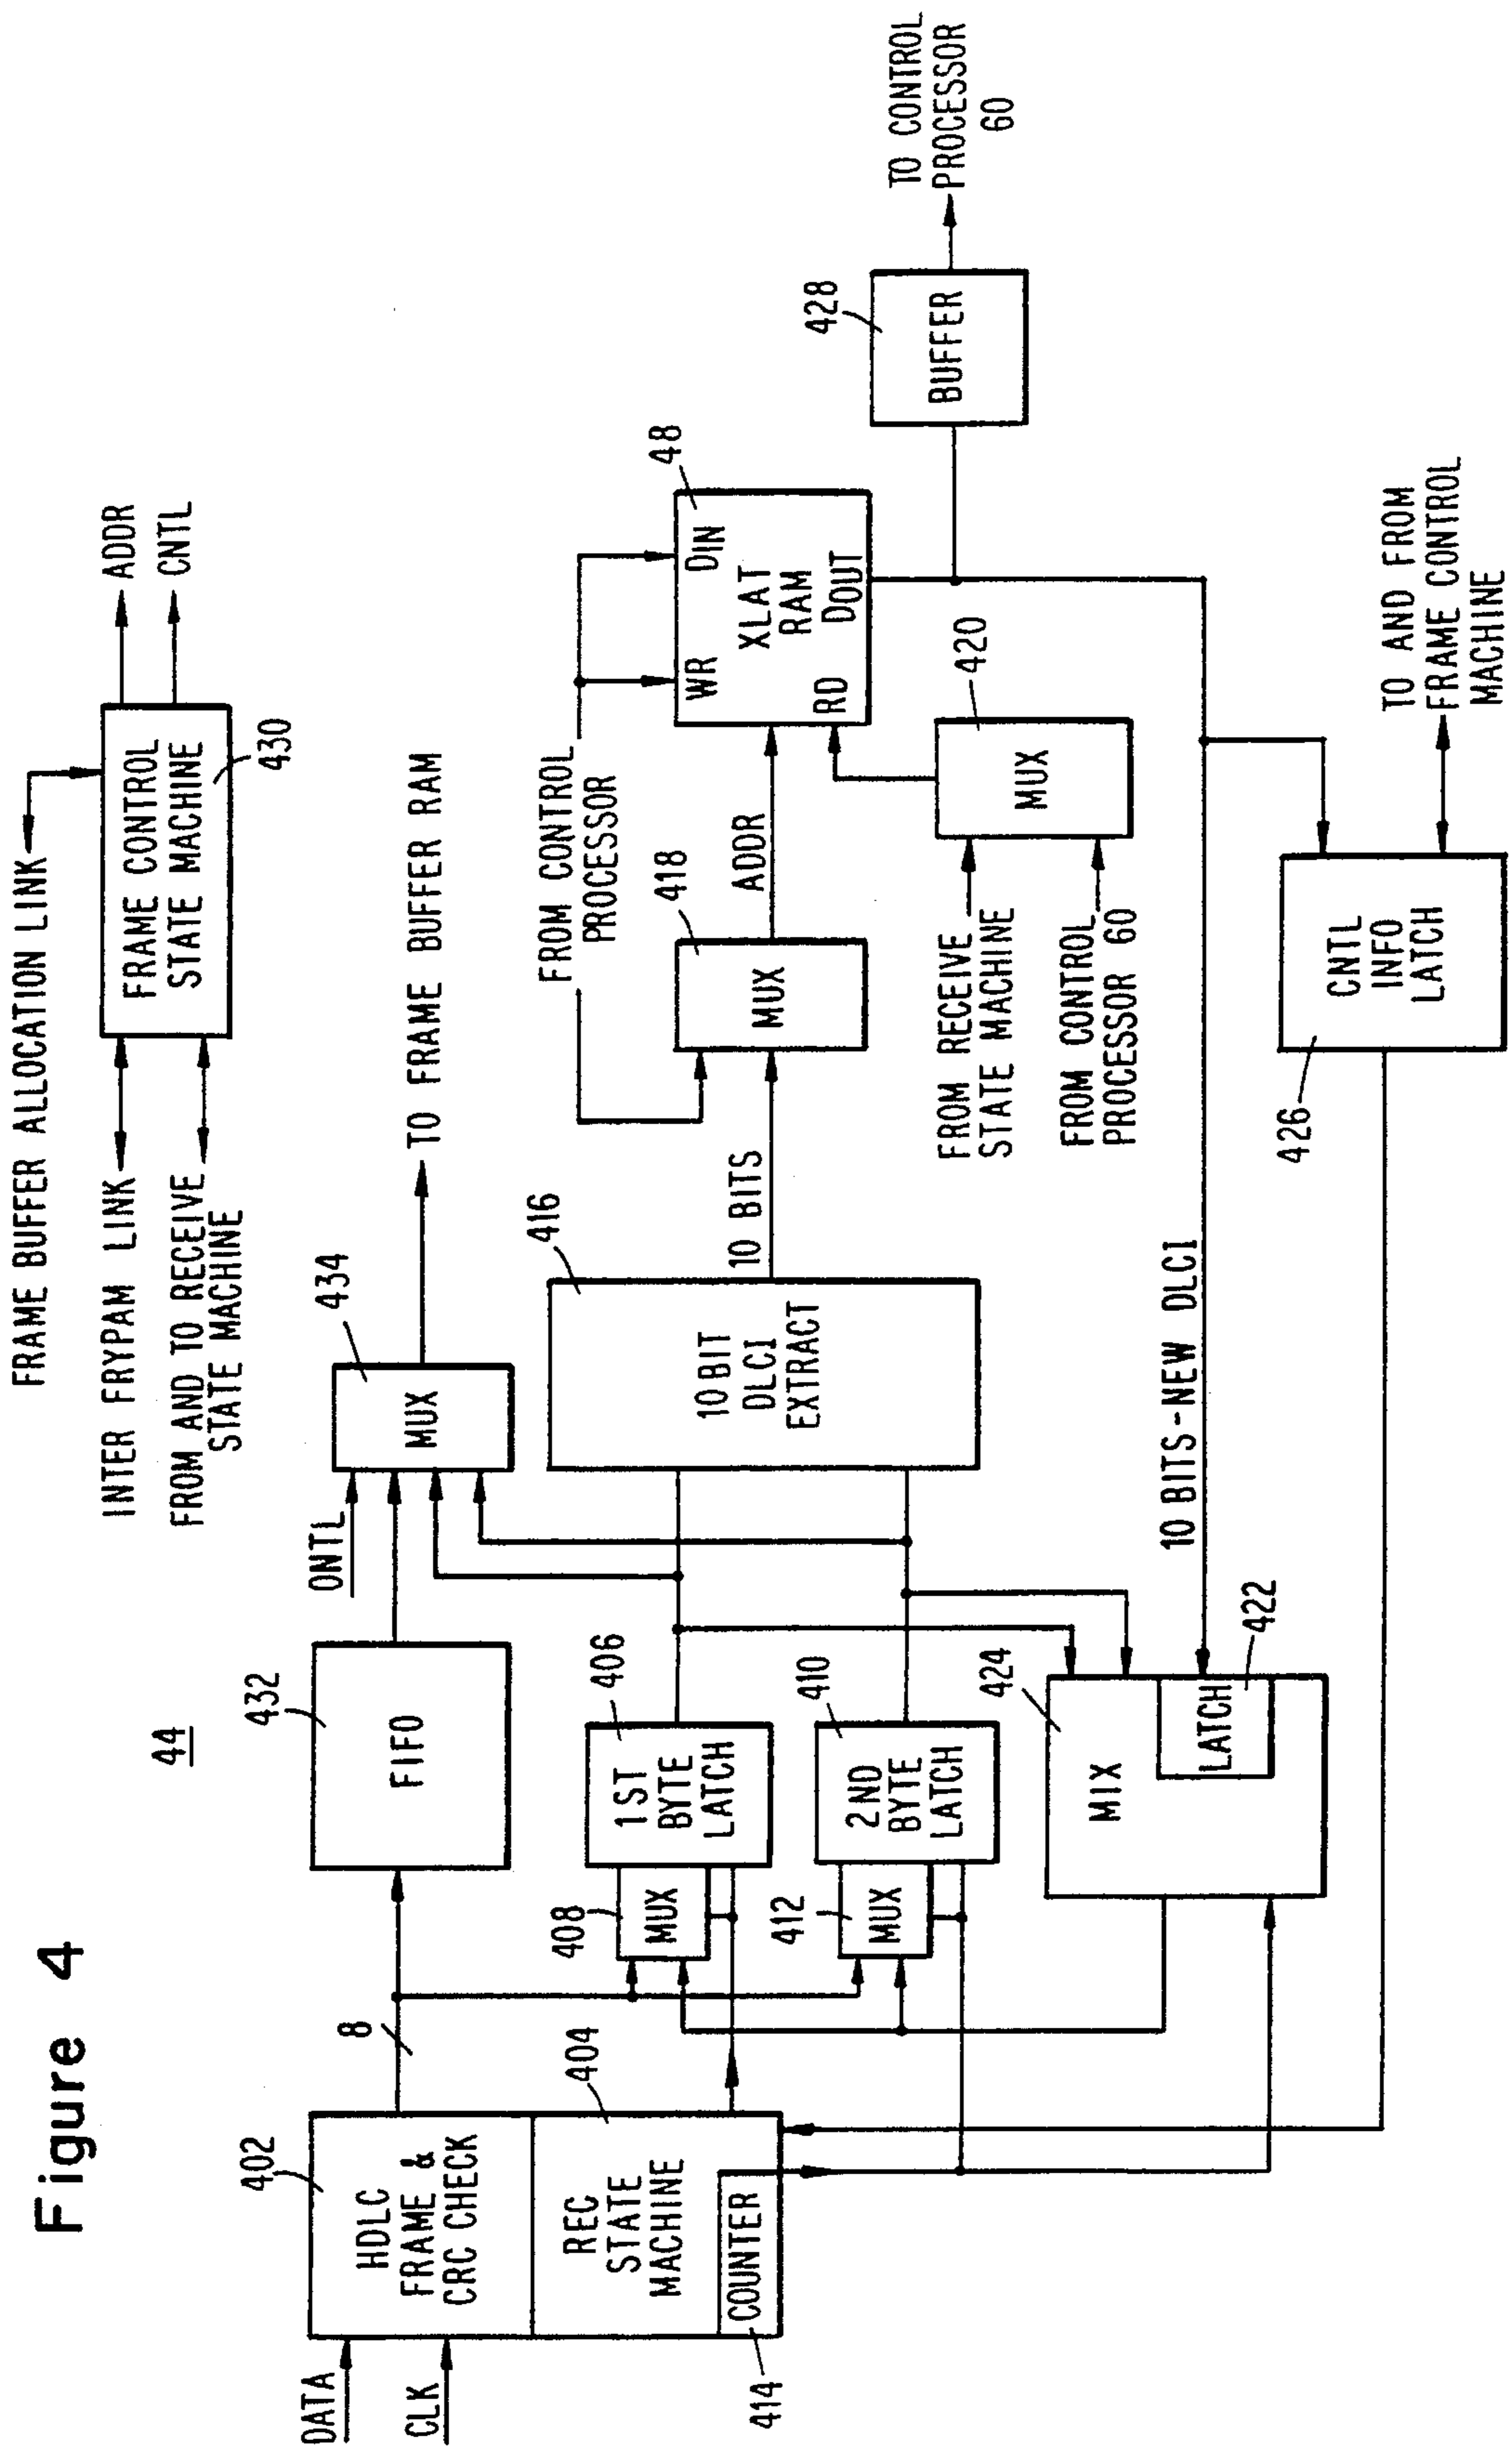 Figure 4
44
FRAME BUFFER ALLOCATION LINK
INTER FRYPAM LINK
FROM AND TO RECEIVE
STATE MACHINE
FRAME CONTROL
STATE MACHINE
430
ADDR
CNTL
DATA
CLK
402
HDLC
FRAME &
CRC CHECK
REC
STATE
MACHINE
404
COUNTER
414
8
432
FIFO
ONTL
434
MUX
TO FRAME BUFFER RAM
408
MUX
1ST
BYTE
LATCH
406
412
MUX
2ND
BYTE
LATCH
410
424
MIX
LATCH
422
416
10 BIT
DLCI
EXTRACT
10 BITS
FROM CONTROL
PROCESSOR
418
MUX
ADDR
48
WR
DIN
XLAT
RAM
RD
DOUT
420
MUX
FROM RECEIVE
STATE MACHINE
FROM CONTROL
PROCESSOR 60
428
BUFFER
TO CONTROL
PROCESSOR
60
10 BITS-NEW DLCI
426
CNTL
INFO
LATCH
TO AND FROM
FRAME CONTROL
MACHINE